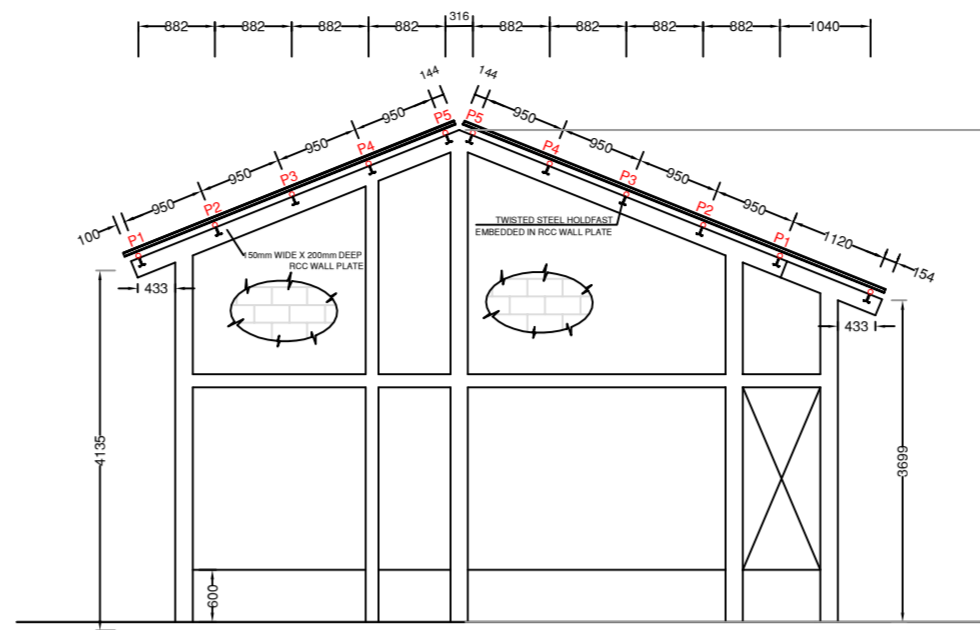 882 882 882 882 316 882 882 882 882 1040
144 144
950 950
950 950
950 950
950 950
100 1120 154
P5 P5
P4 P4
P3 P3
P2 P2
P1 P1
TWISTED STEEL HOLDFAST
EMBEDDED IN RCC WALL PLATE
150mm WIDE X 200mm DEEP
RCC WALL PLATE
433 433
4135 3699
600